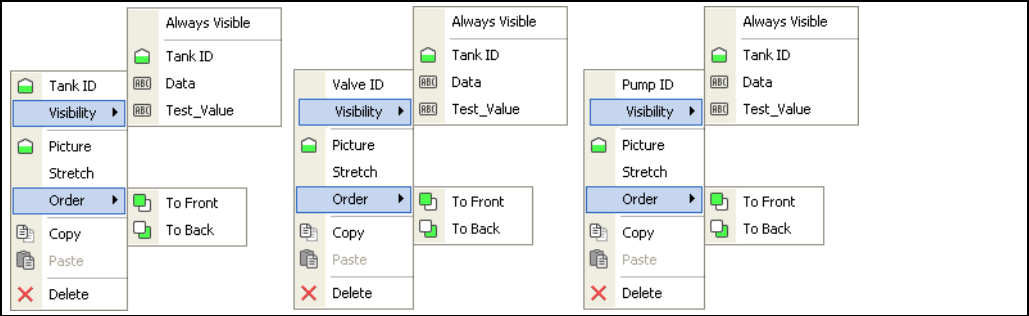 Always Visible
Tank ID
Data
Test_Value
Tank ID
Visibility
Picture
Stretch
Order
To Front
To Back
Copy
Paste
Delete
Always Visible
Tank ID
Data
Test_Value
Valve ID
Visibility
Picture
Stretch
Order
To Front
To Back
Copy
Paste
Delete
Always Visible
Tank ID
Data
Test_Value
Pump ID
Visibility
Picture
Stretch
Order
To Front
To Back
Copy
Paste
Delete